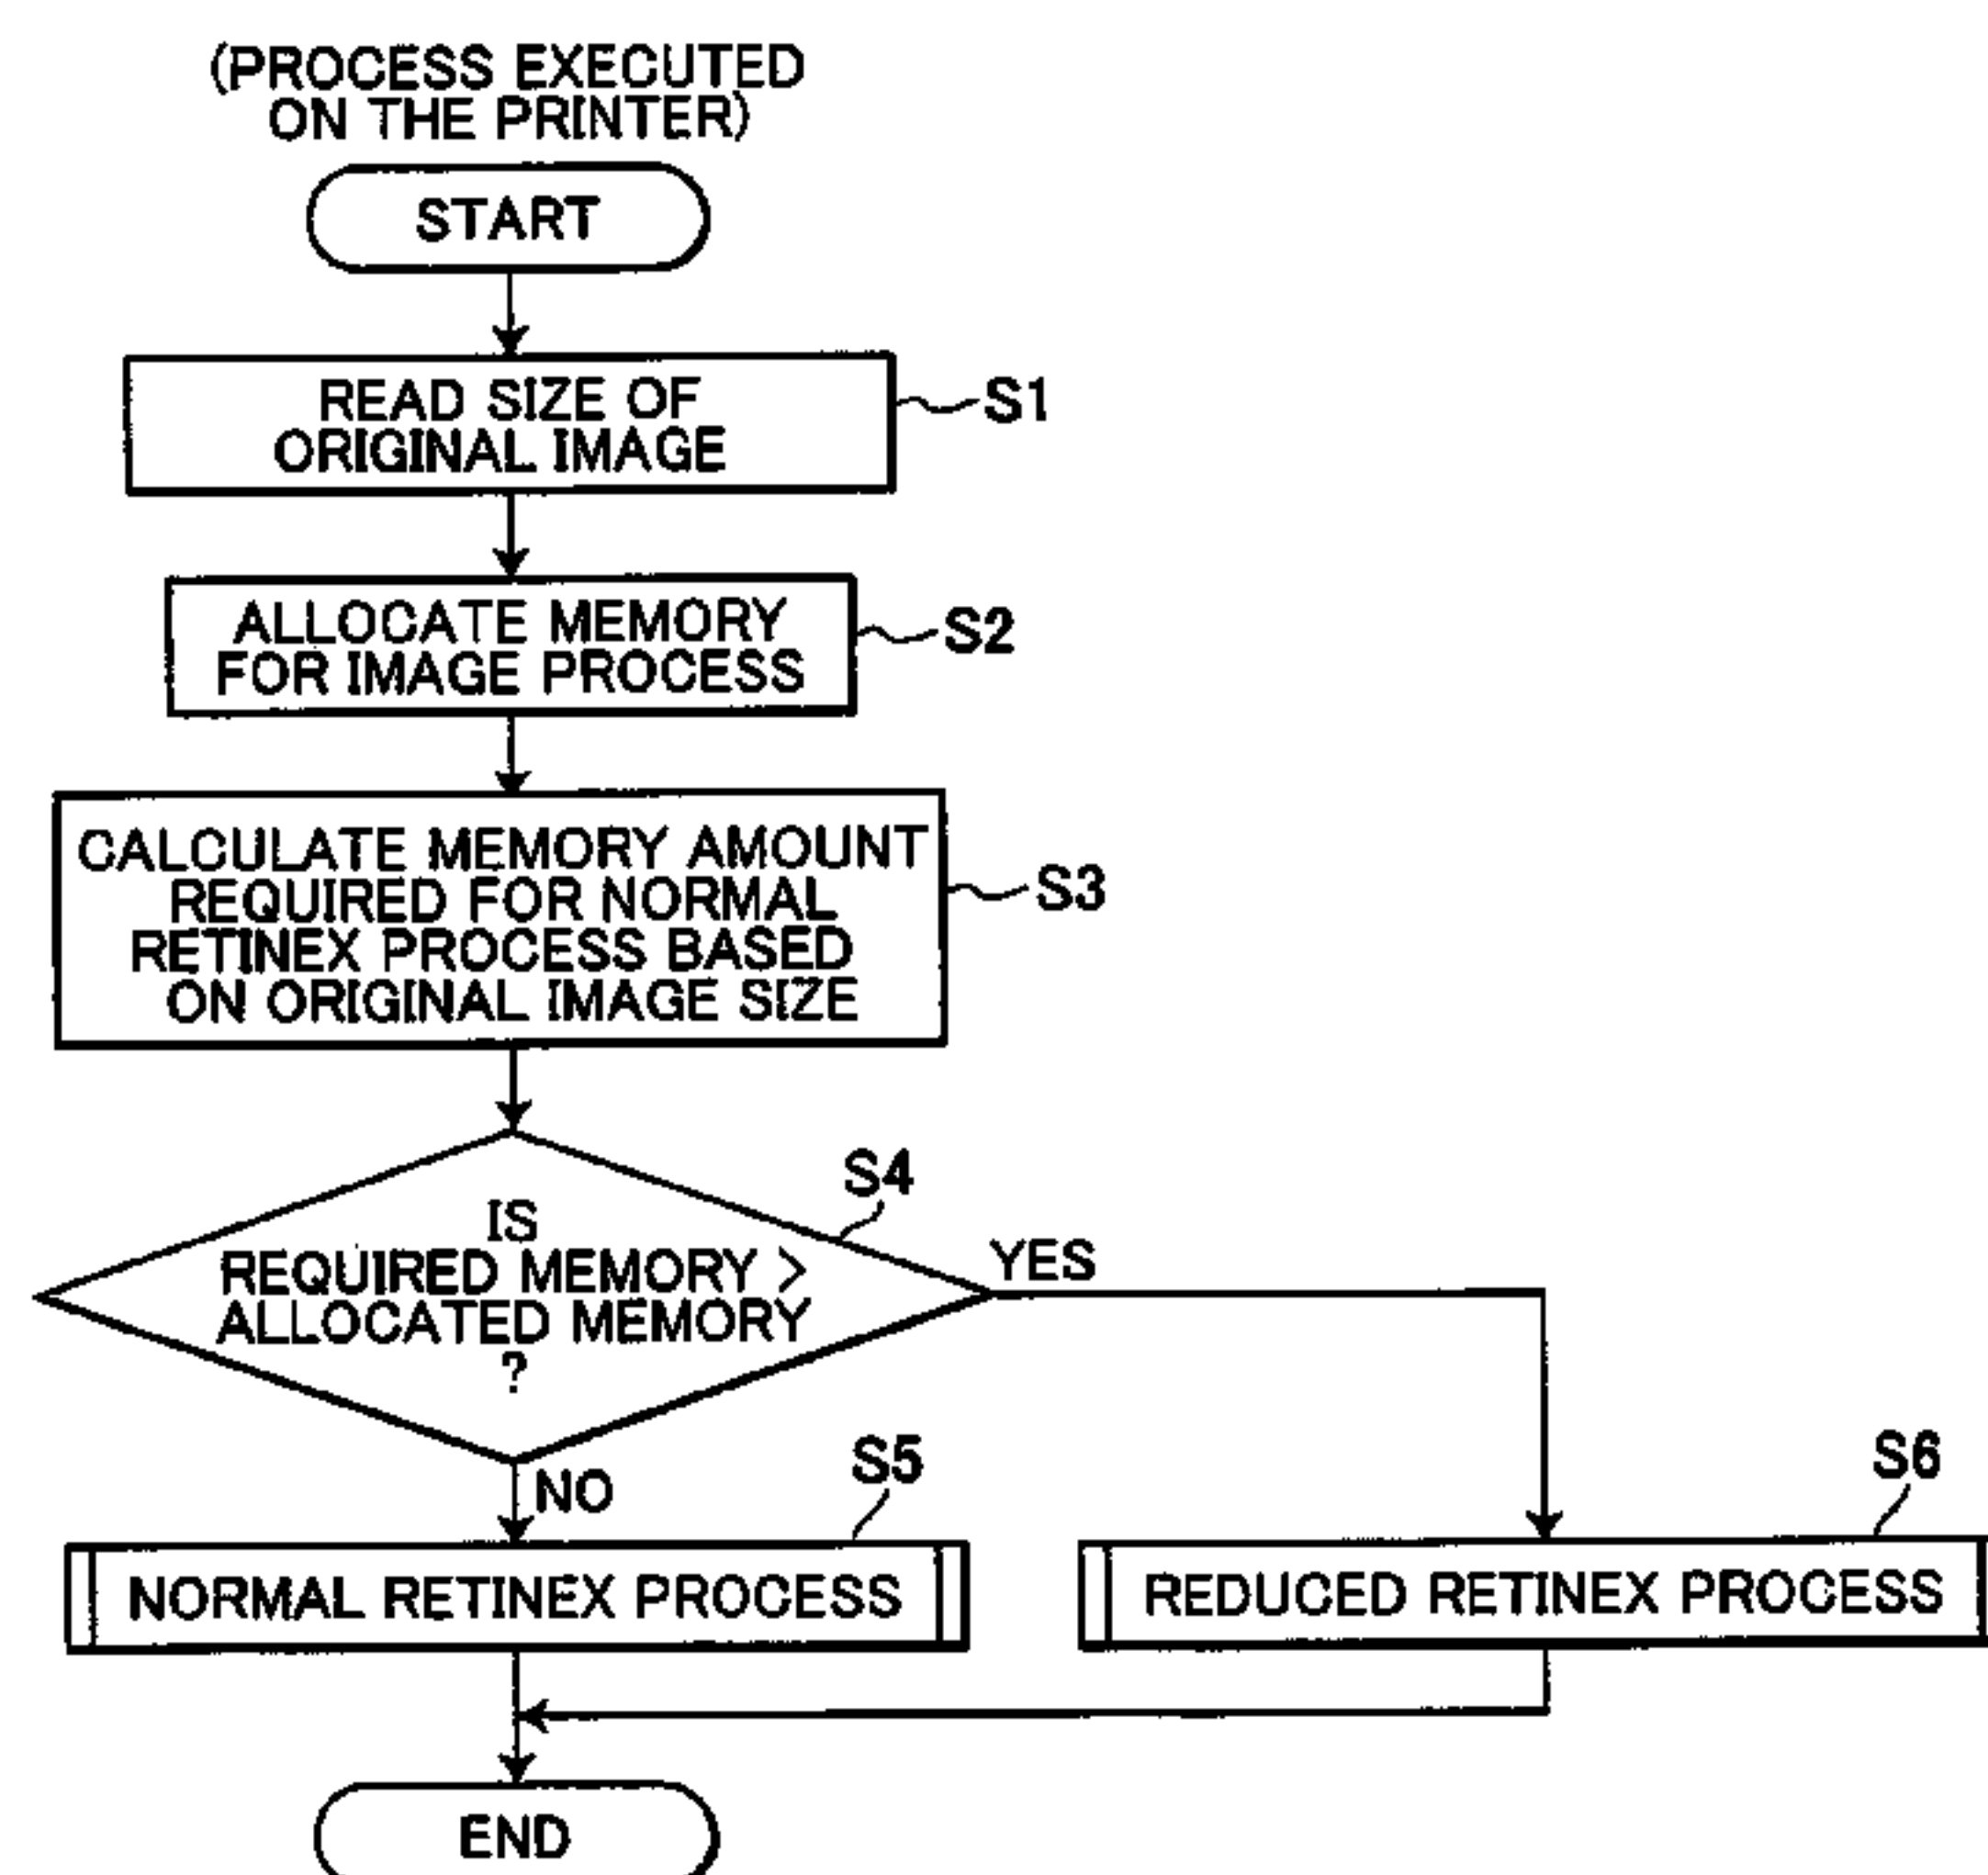 (PROCESS EXECUTED
ON THE PRINTER)
START
READ SIZE OF
ORIGINAL IMAGE
S1
ALLOCATE MEMORY
FOR IMAGE PROCESS
S2
CALCULATE MEMORY AMOUNT
REQUIRED FOR NORMAL
RETINEX PROCESS BASED
ON ORIGINAL IMAGE SIZE
S3
S4
IS
REQUIRED MEMORY >
ALLOCATED MEMORY
?
YES
NO
S5
S6
NORMAL RETINEX PROCESS
REDUCED RETINEX PROCESS
END